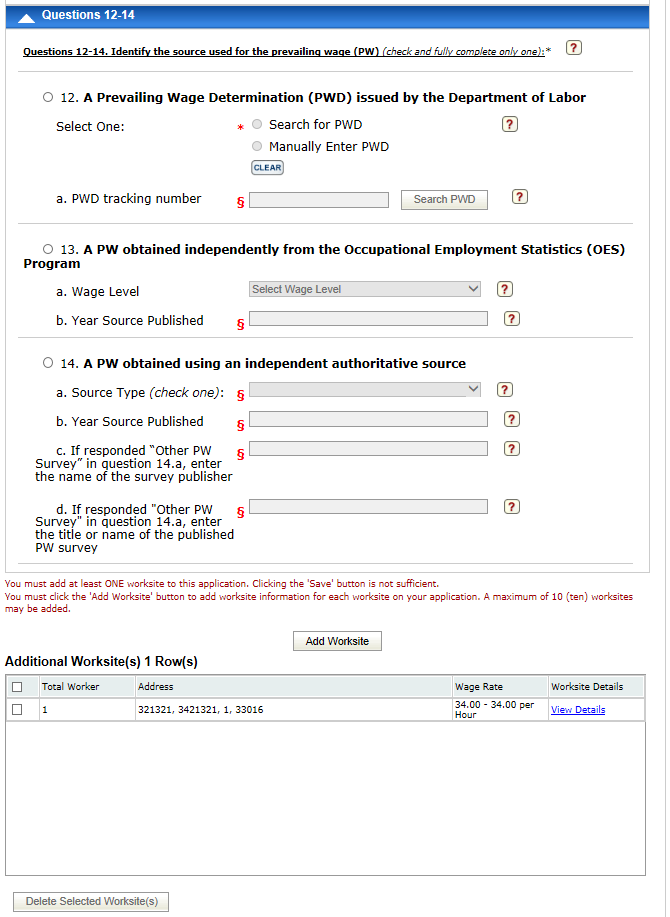 Questions 12-14
Questions 12-14. Identify the source used for the prevailing wage (PW) (check and fully complete only one):* ?
12. A Prevailing Wage Determination (PWD) issued by the Department of Labor
Select One: * Search for PWD ?
Manually Enter PWD
CLEAR
a. PWD tracking number § Search PWD ?
13. A PW obtained independently from the Occupational Employment Statistics (OES)
Program
a. Wage Level Select Wage Level ?
b. Year Source Published § ?
14. A PW obtained using an independent authoritative source
a. Source Type (check one): § ?
b. Year Source Published § ?
c. If responded “Other PW § ?
Survey” in question 14.a, enter
the name of the survey publisher
d. If responded "Other PW § ?
Survey" in question 14.a, enter
the title or name of the published
PW survey
You must add at least ONE worksite to this application. Clicking the 'Save' button is not sufficient.
You must click the 'Add Worksite' button to add worksite information for each worksite on your application. A maximum of 10 (ten) worksites
may be added.
Add Worksite
Additional Worksite(s) 1 Row(s)
Total Worker Address Wage Rate Worksite Details
1 321321, 3421321, 1, 33016 34.00 - 34.00 per View Details
Hour
Delete Selected Worksite(s)